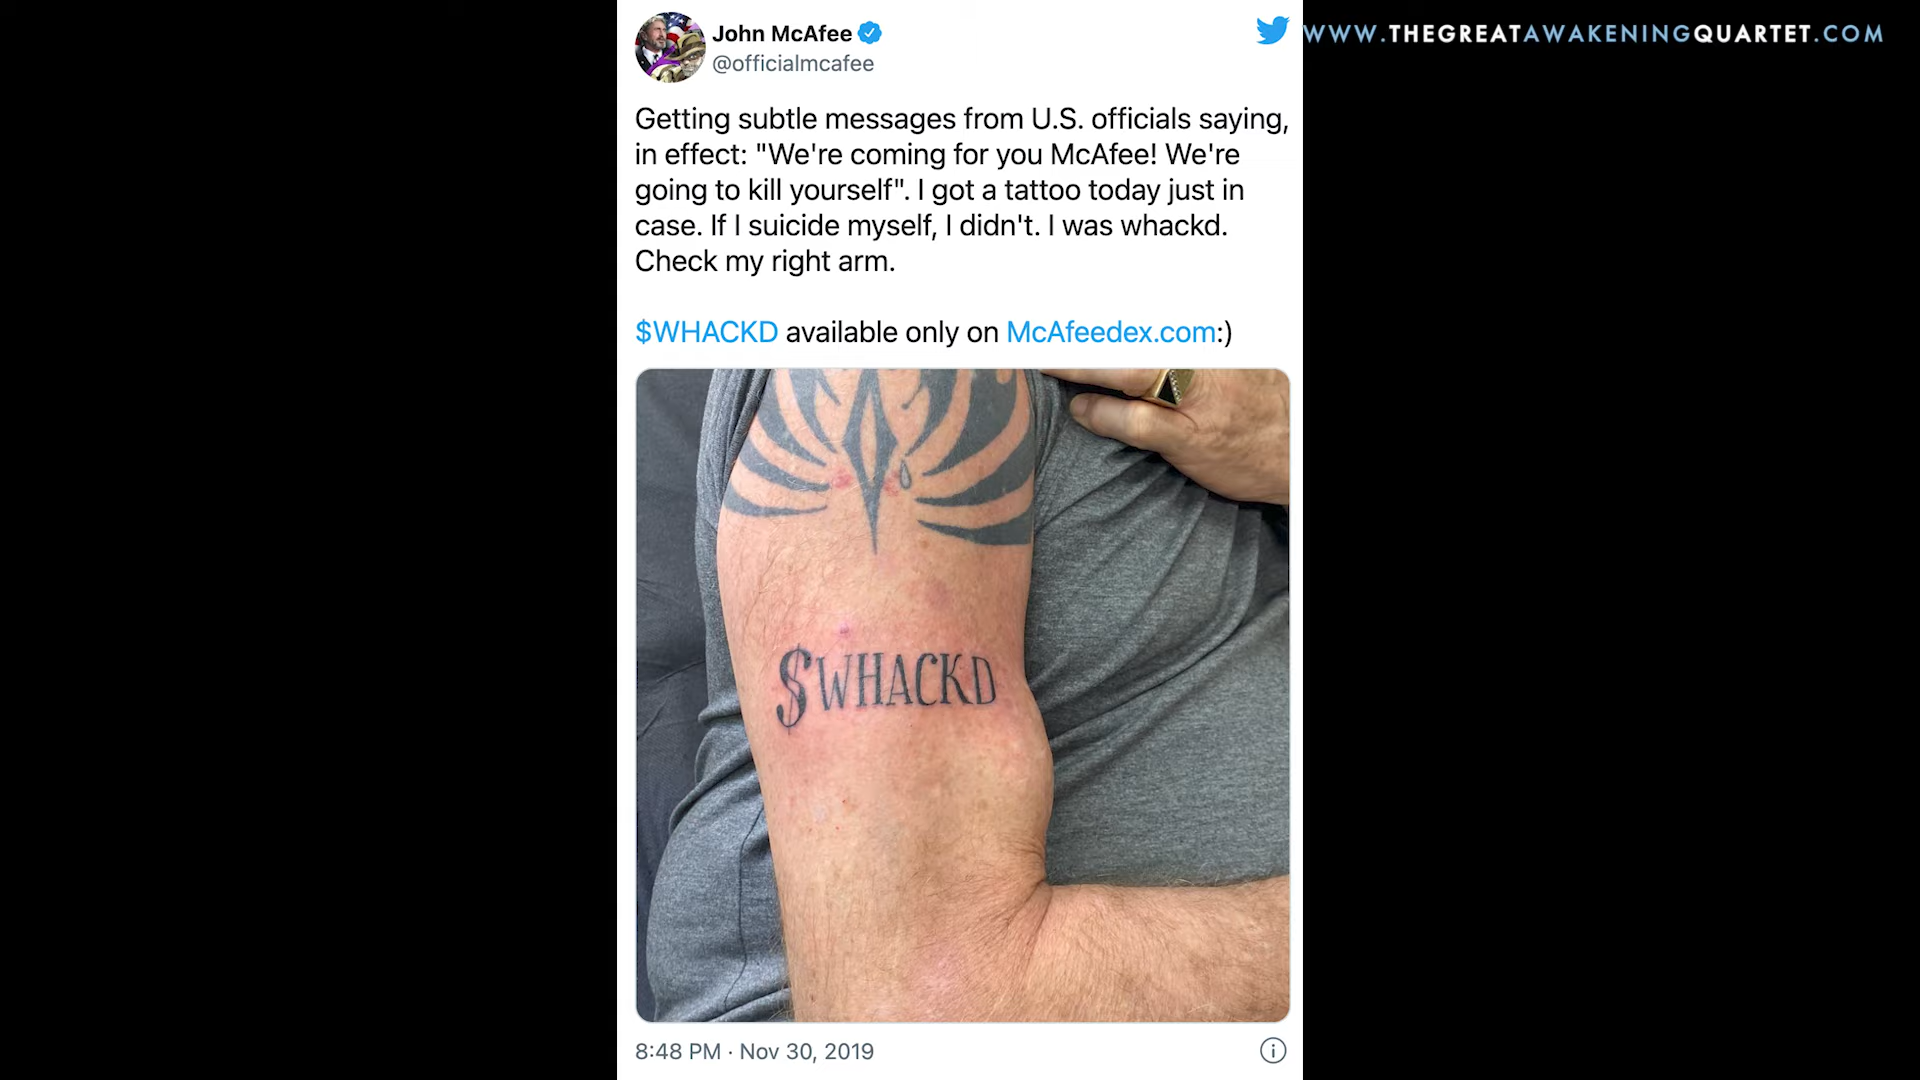 John McAfee
@officialmcafee
WWW.THEGREATAWAKENINGQUARTET.COM
Getting subtle messages from U.S. officials saying,
in effect: "We're coming for you McAfee! We're
going to kill yourself". I got a tattoo today just in
case. If I suicide myself, I didn't. I was whackd.
Check my right arm.
$WHACKD available only on McAfeedex.com:)
$WHACKD
8:48 PM · Nov 30, 2019